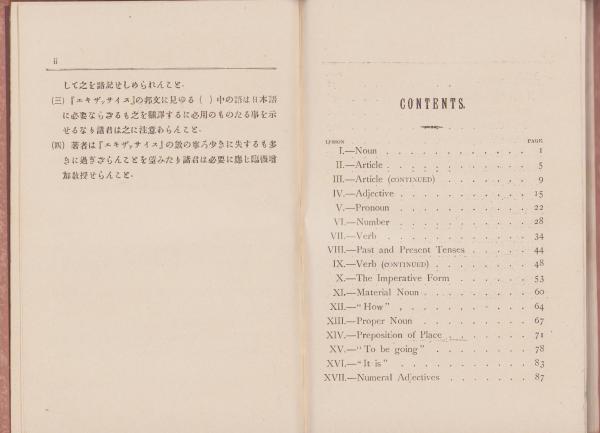 ii
して之を諳記せしめられんこと.
(三) 『エキザーサイス』の邦文に見ゆる ( ) 中の語は日本語
に必要ならざるも之を飜譯するに必用のものたる事を示
せるなり諸君は之に注意あらんこと.
(四) 著者は『エキザーサイス』の數の寧ろ少きに失するも多
きに過ぎざらんことを望みたり諸君は必要に應じ臨機增
加敎授せらんこと.
CONTENTS.
LESSON PAGE
I.—Noun . . . . . . . . . . 1
II.—Article . . . . . . . . . . 5
III.—Article (CONTINUED) . . . . . . . 9
IV.—Adjective . . . . . . . . . 15
V.—Pronoun . . . . . . . . . 22
VI.—Number . . . . . . . . . 28
VII.—Verb . . . . . . . . . . 34
VIII.—Past and Present Tenses . . . . . . 44
IX.—Verb (CONTINUED) . . . . . . . 48
X.—The Imperative Form . . . . . . 53
XI.—Material Noun . . . . . . . . 60
XII.—"How" . . . . . . . . . 64
XIII.—Proper Noun . . . . . . . . 67
XIV.—Preposition of Place . . . . . . 71
XV.—"To be going" . . . . . . . . 78
XVI.—"It is" . . . . . . . . . 83
XVII.—Numeral Adjectives . . . . . . . 87